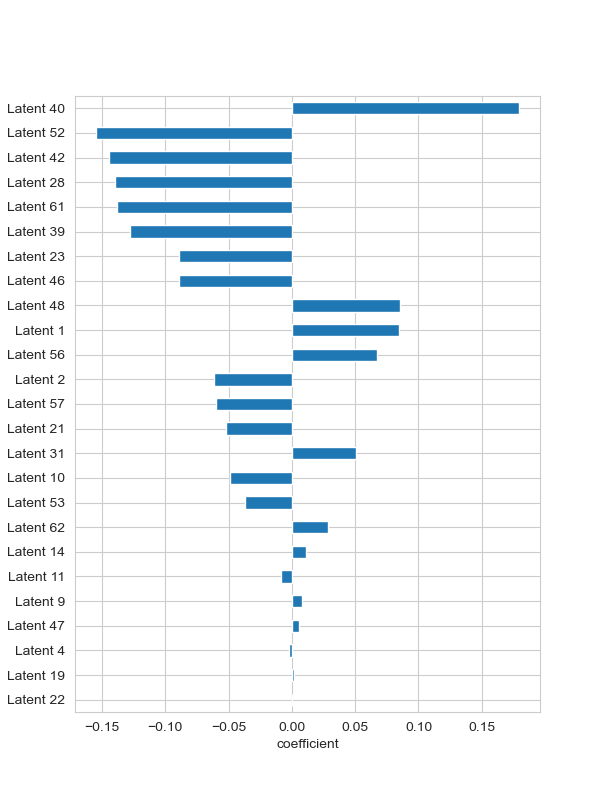 Latent 40
Latent 52
Latent 42
Latent 28
Latent 61
Latent 39
Latent 23
Latent 46
Latent 48
Latent 1
Latent 56
Latent 2
Latent 57
Latent 21
Latent 31
Latent 10
Latent 53
Latent 62
Latent 14
Latent 11
Latent 9
Latent 47
Latent 4
Latent 19
Latent 22
−0.15 −0.10 −0.05 0.00 0.05 0.10 0.15
coefficient